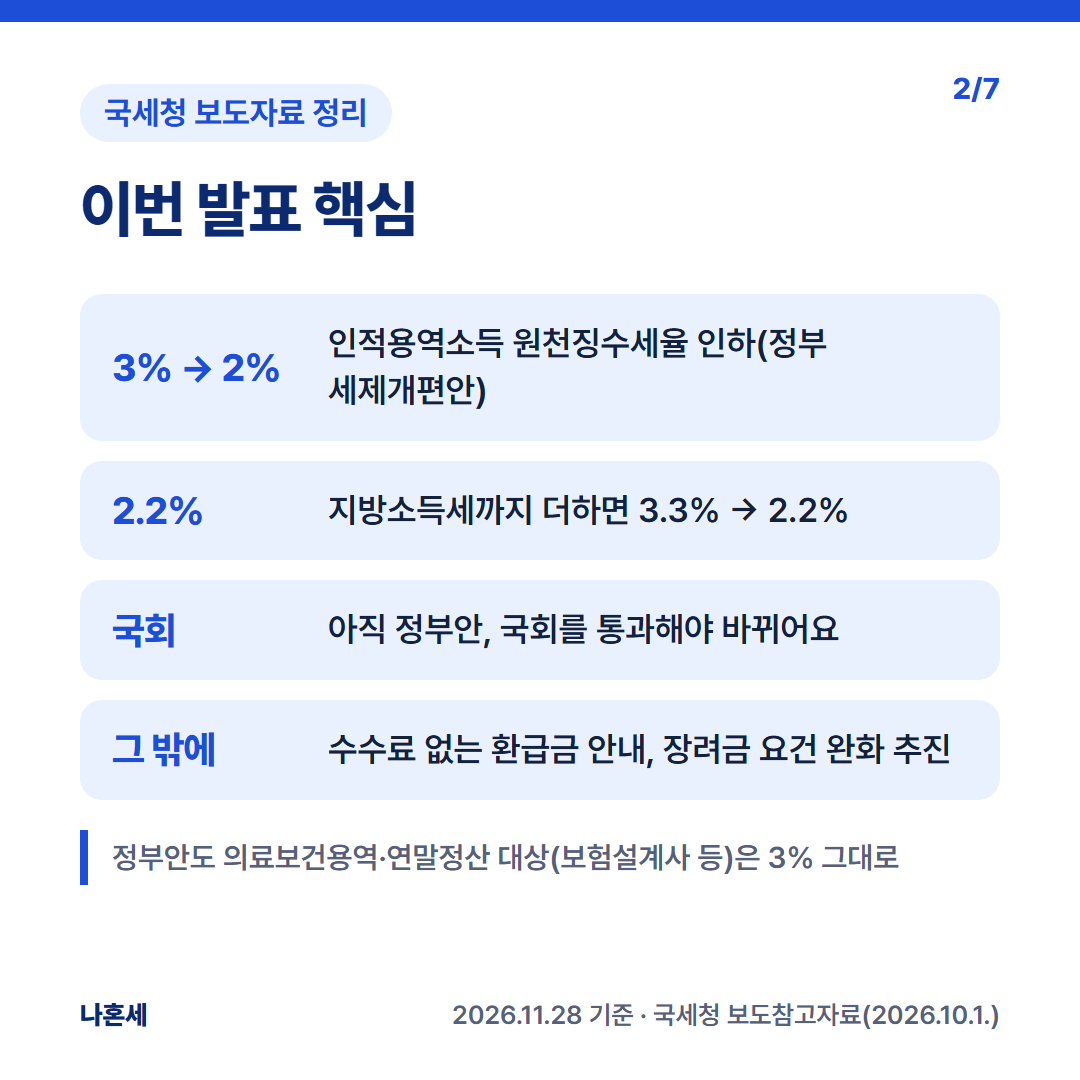 국세청 보도자료 정리
2/7
이번 발표 핵심
3% → 2%
인적용역소득 원천징수세율 인하(정부
세제개편안)
2.2%
지방소득세까지 더하면 3.3% → 2.2%
국회
아직 정부안, 국회를 통과해야 바뀌어요
그 밖에
수수료 없는 환급금 안내, 장려금 요건 완화 추진
정부안도 의료보건용역·연말정산 대상(보험설계사 등)은 3% 그대로
나혼세
2026.11.28 기준 · 국세청 보도참고자료(2026.10.1.)